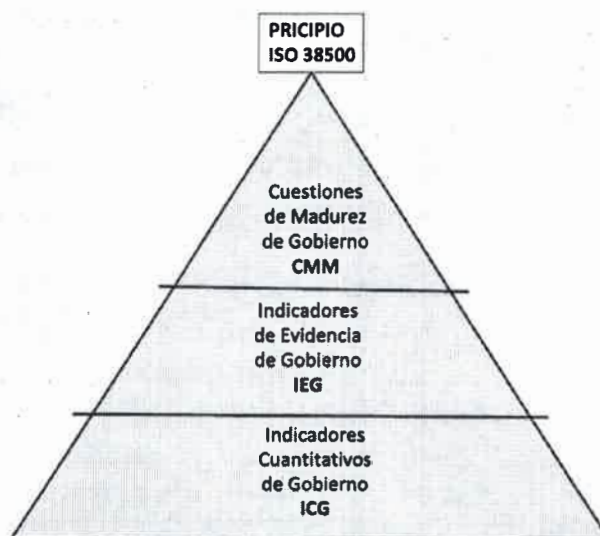 PRICIPIO
ISO 38500
Cuestiones
de Madurez
de Gobierno
CMM
Indicadores
de Evidencia
de Gobierno
IEG
Indicadores
Cuantitativos
de Gobierno
ICG